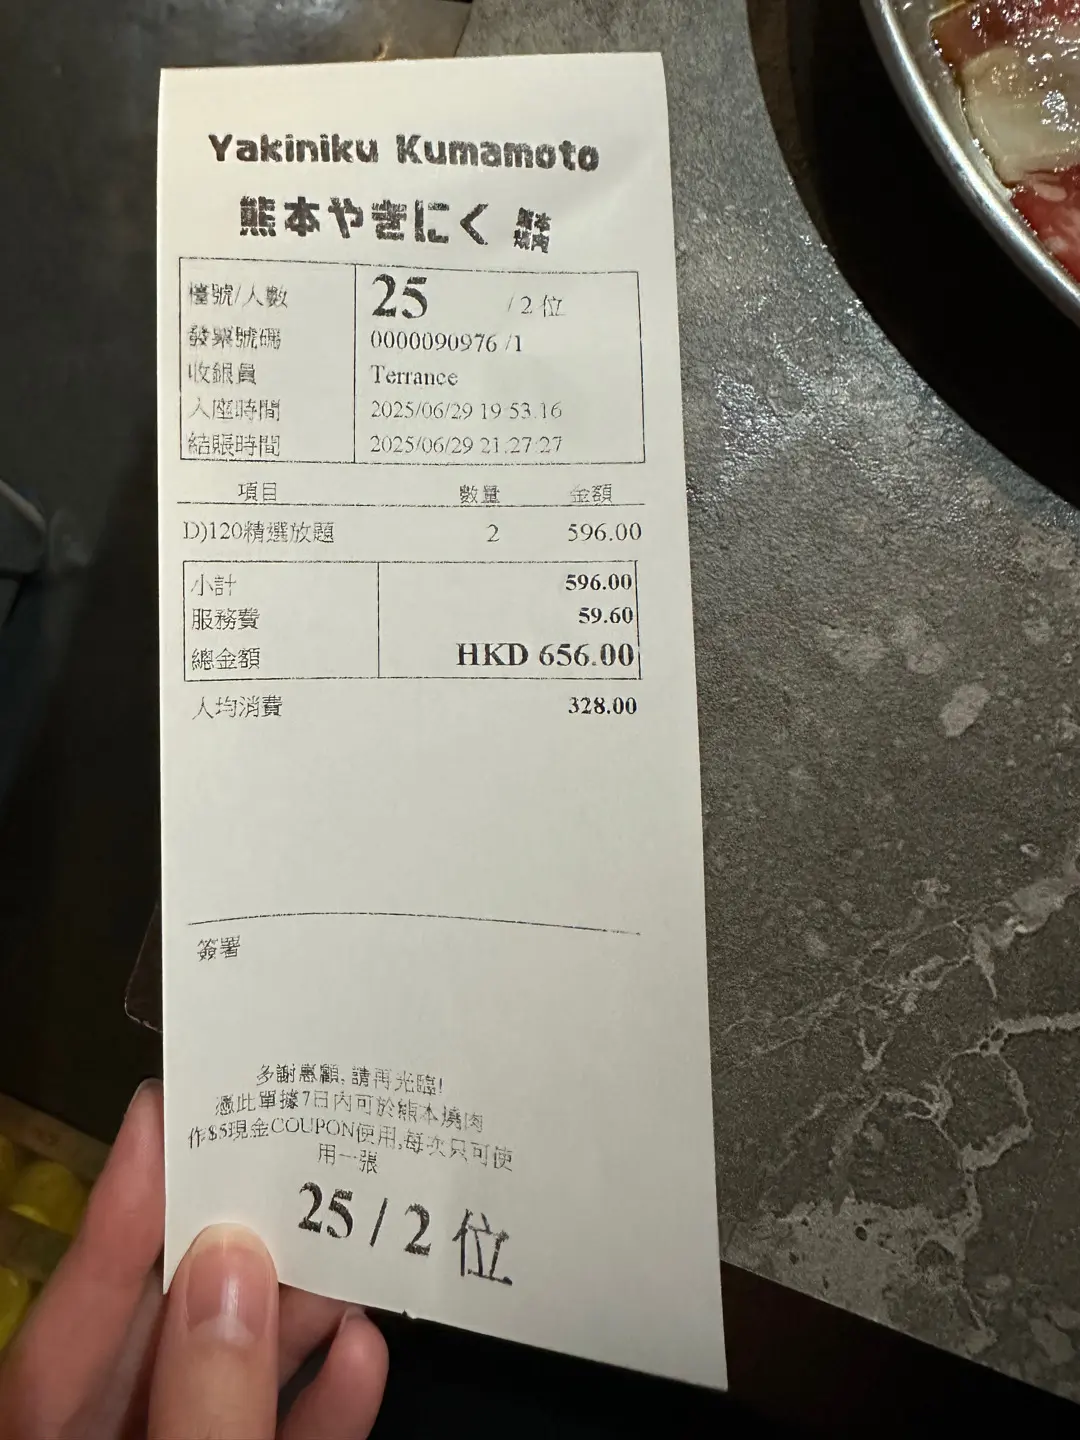 Yakiniku Kumamoto
熊本やきにく 熊本燒肉
檯號/人數 25 /2 位
發票號碼 0000090976 /1
收銀員 Terrance
入座時間 2025/06/29 19:53:16
結賬時間 2025/06/29 21:27:27
項目 數量 金額
D)120精選放題 2 596.00
小計 596.00
服務費 59.60
總金額 HKD 656.00
人均消費 328.00
簽署
多謝惠顧, 請再光臨!
憑此單據7日內可於熊本燒肉
作$5現金COUPON使用,每次只可使
用一張
25 / 2 位